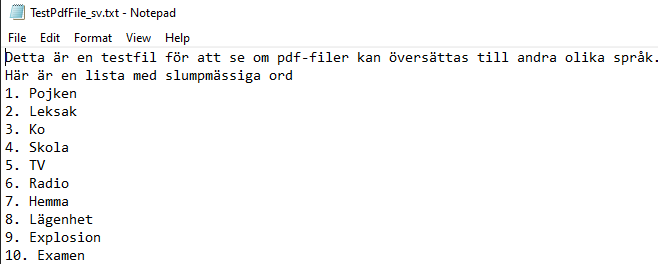 TestPdfFile_sv.txt - Notepad
File Edit Format View Help
Detta är en testfil för att se om pdf-filer kan översättas till andra olika språk.
Här är en lista med slumpmässiga ord
1. Pojken
2. Leksak
3. Ko
4. Skola
5. TV
6. Radio
7. Hemma
8. Lägenhet
9. Explosion
10. Examen